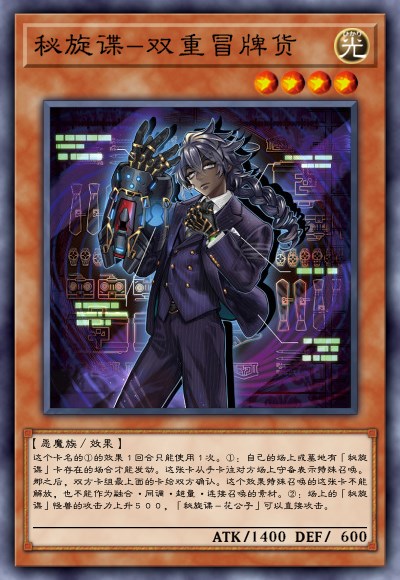 秘旋谍-双重冒牌货
ひかり
光
【恶魔族/效果】
这个卡名的①的效果1回合只能使用1次。①:自己的场上或墓地有「秘旋
谍」卡存在的场合才能发动。这张卡从手卡往对方场上守备表示特殊召唤。
那之后,双方卡组最上面的卡给双方确认。这个效果特殊召唤的这张卡不能
解放,也不能作为融合·同调·超量·连接召唤的素材。②:场上的「秘旋
谍」怪兽的攻击力上升500,「秘旋谍-花公子」可以直接攻击。
ATK/1400 DEF/ 600